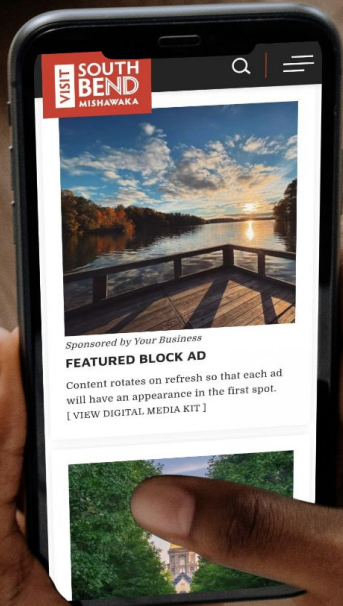 VISIT
SOUTH
BEND
MISHAWAKA
Sponsored by Your Business
FEATURED BLOCK AD
Content rotates on refresh so that each ad
will have an appearance in the first spot.
[ VIEW DIGITAL MEDIA KIT ]